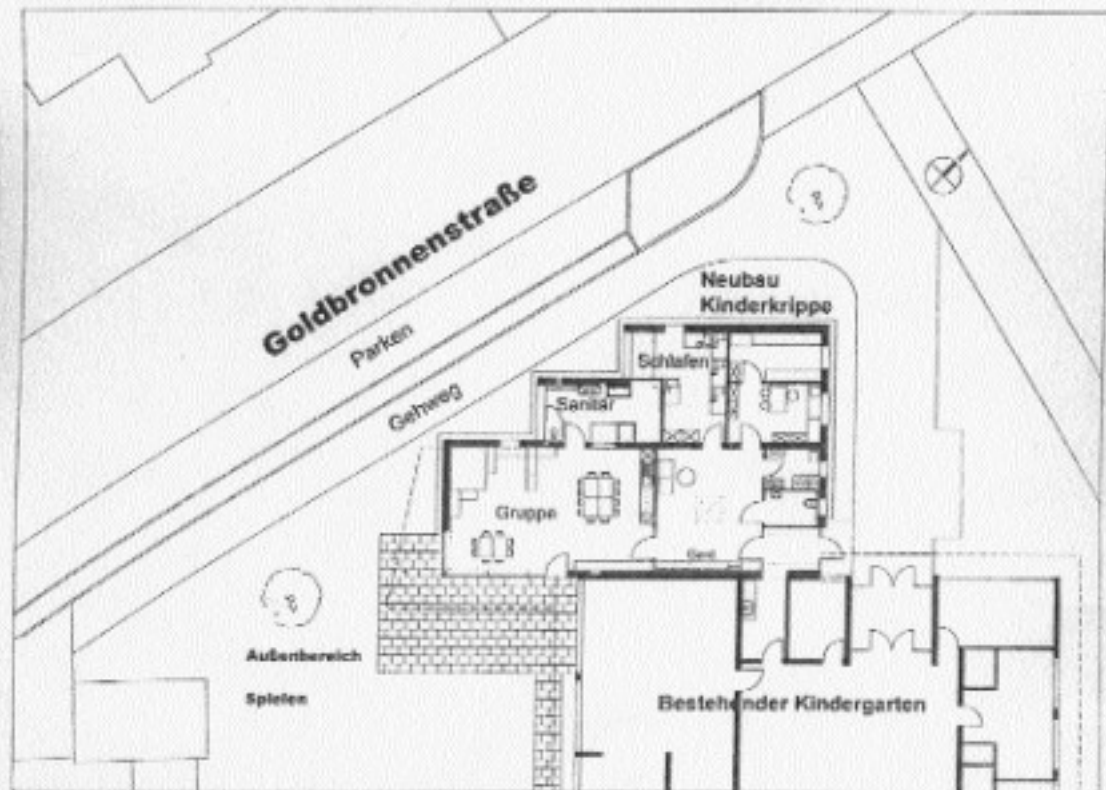 Goldbronnenstraße
Parken
Gehweg
Neubau
Kinderkrippe
Schlafen
Sanitär
Gruppe
Außenbereich
Spielen
Bestehender Kindergarten